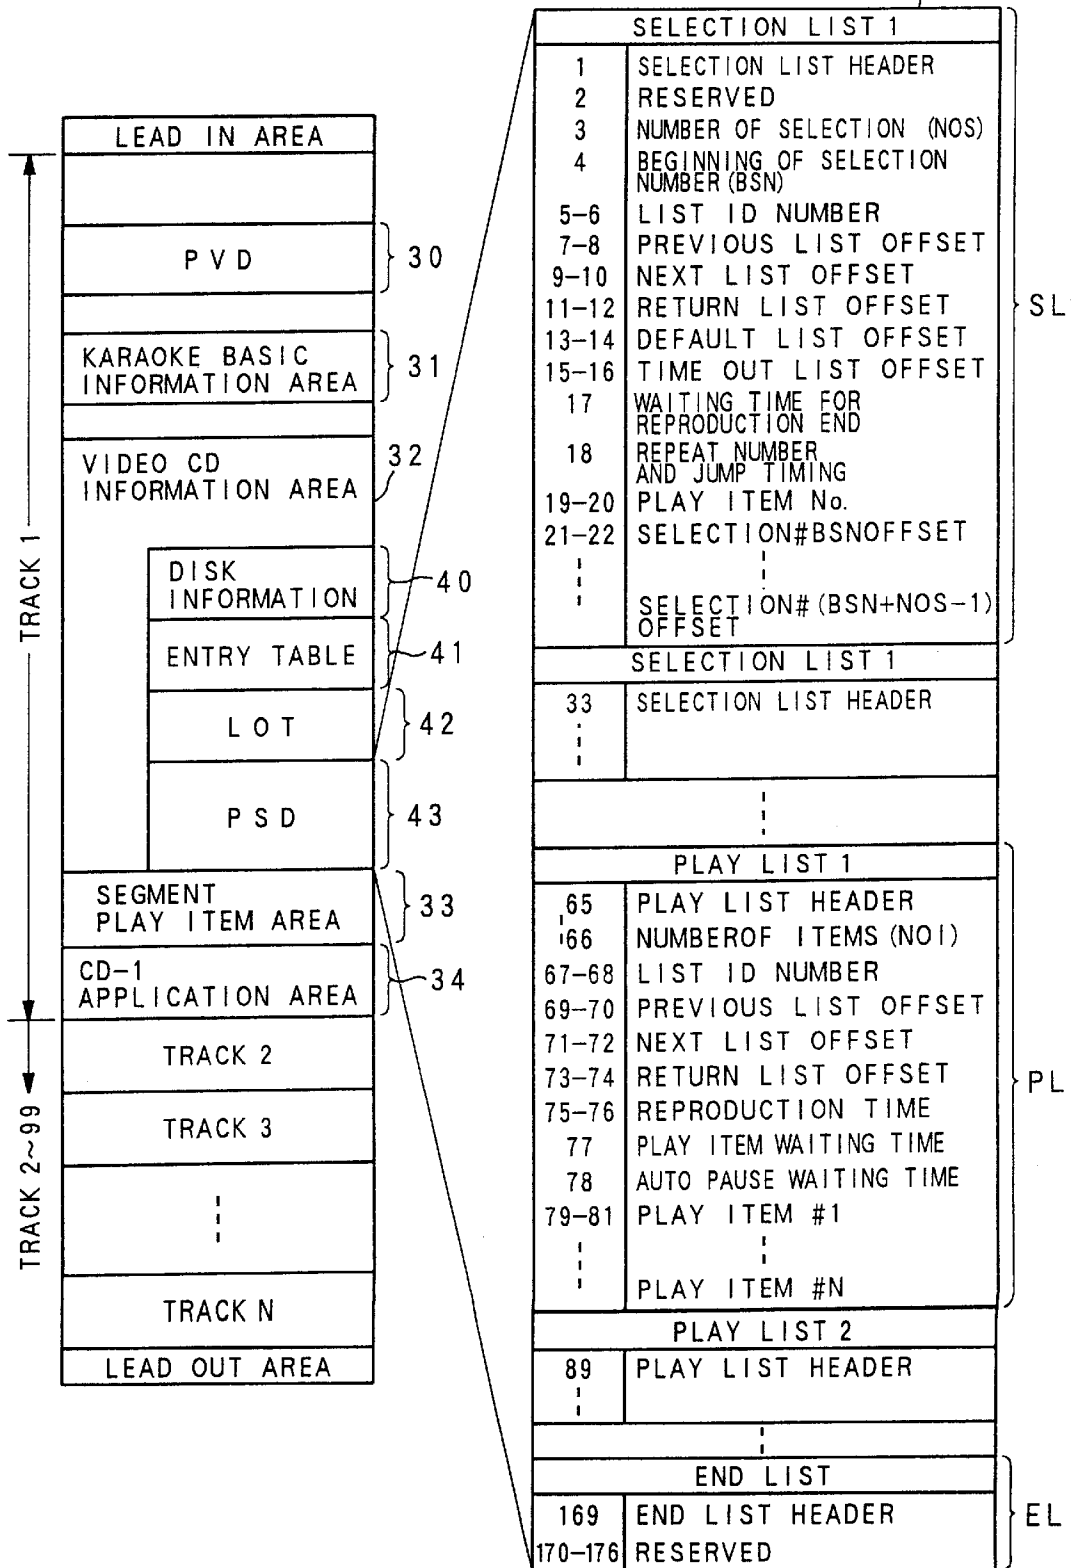 LEAD IN AREA
PVD
30
KARAOKE BASIC
INFORMATION AREA
31
VIDEO CD
INFORMATION AREA
32
DISK
INFORMATION
40
ENTRY TABLE
41
LOT
42
PSD
43
SEGMENT
PLAY ITEM AREA
33
CD-1
APPLICATION AREA
34
TRACK 2
TRACK 3
TRACK N
LEAD OUT AREA
TRACK 1
TRACK 2~99
SELECTION LIST 1
1 SELECTION LIST HEADER
2 RESERVED
3 NUMBER OF SELECTION (NOS)
4 BEGINNING OF SELECTION
NUMBER (BSN)
5-6 LIST ID NUMBER
7-8 PREVIOUS LIST OFFSET
9-10 NEXT LIST OFFSET
11-12 RETURN LIST OFFSET
13-14 DEFAULT LIST OFFSET
15-16 TIME OUT LIST OFFSET
17 WAITING TIME FOR
REPRODUCTION END
18 REPEAT NUMBER
AND JUMP TIMING
19-20 PLAY ITEM No.
21-22 SELECTION#BSNOFFSET
SELECTION# (BSN+NOS-1)
OFFSET
SL
SELECTION LIST 1
33 SELECTION LIST HEADER
PLAY LIST 1
65 PLAY LIST HEADER
66 NUMBEROF ITEMS (NOI)
67-68 LIST ID NUMBER
69-70 PREVIOUS LIST OFFSET
71-72 NEXT LIST OFFSET
73-74 RETURN LIST OFFSET
75-76 REPRODUCTION TIME
77 PLAY ITEM WAITING TIME
78 AUTO PAUSE WAITING TIME
79-81 PLAY ITEM #1
PLAY ITEM #N
PL
PLAY LIST 2
89 PLAY LIST HEADER
END LIST
169 END LIST HEADER
170-176 RESERVED
EL